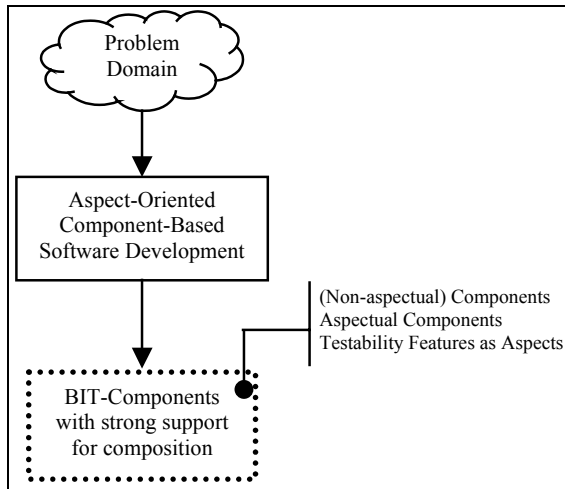 Problem
Domain
Aspect-Oriented
Component-Based
Software Development
(Non-aspectual) Components
Aspectual Components
Testability Features as Aspects
BIT-Components
with strong support
for composition